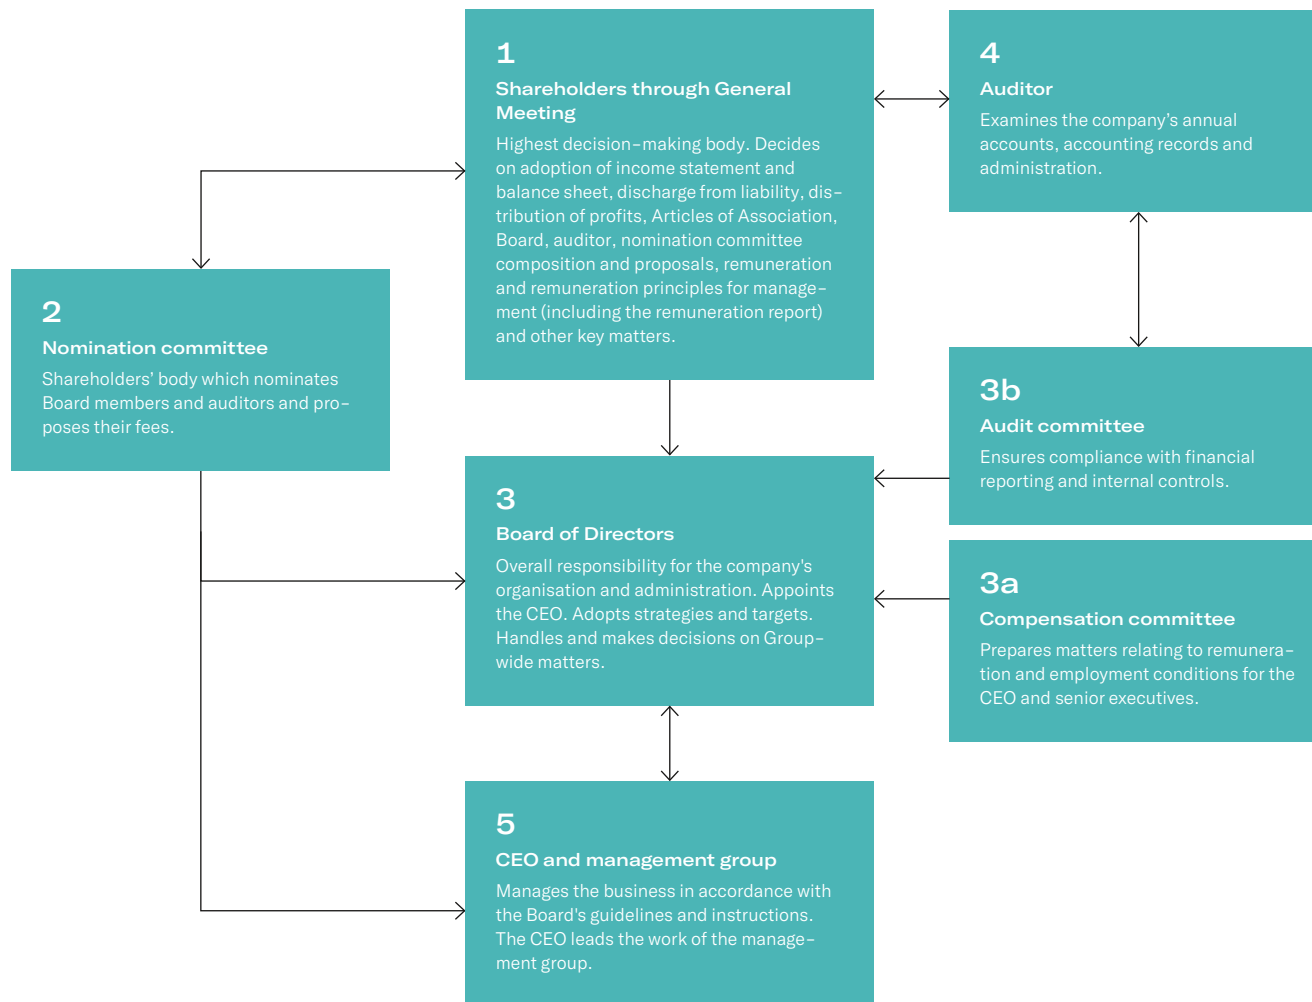 1
Shareholders through General
Meeting
Highest decision-making body. Decides
on adoption of income statement and
balance sheet, discharge from liability, dis-
tribution of profits, Articles of Association,
Board, auditor, nomination committee
composition and proposals, remuneration
and remuneration principles for manage-
ment (including the remuneration report)
and other key matters.
4
Auditor
Examines the company’s annual
accounts, accounting records and
administration.
2
Nomination committee
Shareholders’ body which nominates
Board members and auditors and pro-
poses their fees.
3b
Audit committee
Ensures compliance with financial
reporting and internal controls.
3
Board of Directors
Overall responsibility for the company's
organisation and administration. Appoints
the CEO. Adopts strategies and targets.
Handles and makes decisions on Group-
wide matters.
3a
Compensation committee
Prepares matters relating to remunera-
tion and employment conditions for the
CEO and senior executives.
5
CEO and management group
Manages the business in accordance with
the Board's guidelines and instructions.
The CEO leads the work of the manage-
ment group.